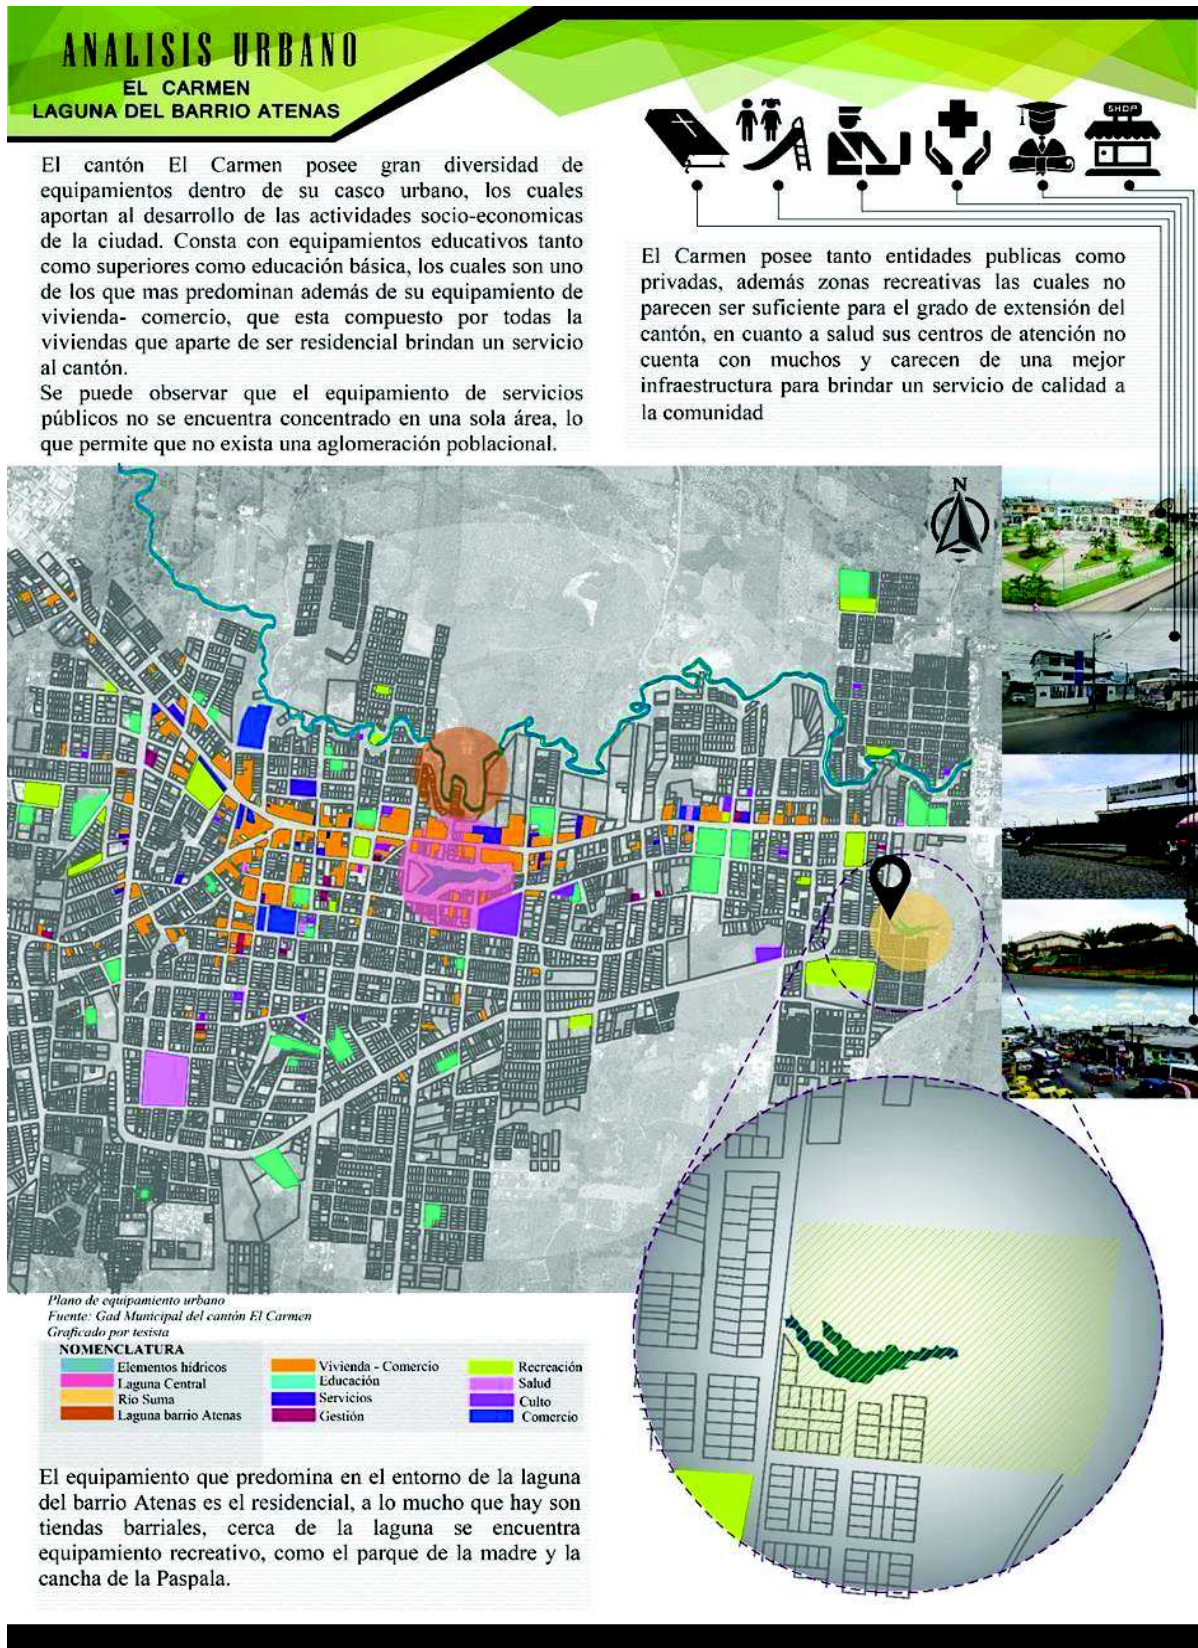 ANALISIS URBANO
EL CARMEN
LAGUNA DEL BARRIO ATENAS
SHOP
El cantón El Carmen posee gran diversidad de
equipamientos dentro de su casco urbano, los cuales
aportan al desarrollo de las actividades socio-economicas
de la ciudad. Consta con equipamientos educativos tanto
como superiores como educación básica, los cuales son uno
de los que mas predominan además de su equipamiento de
vivienda- comercio, que esta compuesto por todas la
viviendas que aparte de ser residencial brindan un servicio
al cantón.
Se puede observar que el equipamiento de servicios
públicos no se encuentra concentrado en una sola área, lo
que permite que no exista una aglomeración poblacional.
El Carmen posee tanto entidades publicas como
privadas, además zonas recreativas las cuales no
parecen ser suficiente para el grado de extensión del
cantón, en cuanto a salud sus centros de atención no
cuenta con muchos y carecen de una mejor
infraestructura para brindar un servicio de calidad a
la comunidad
N
Plano de equipamiento urbano
Fuente: Gad Municipal del cantón El Carmen
Graficado por tesista
NOMENCLATURA
Elementos hídricos
Laguna Central
Rio Suma
Laguna barrio Atenas
Vivienda - Comercio
Educación
Servicios
Gestión
Recreación
Salud
Culto
Comercio
El equipamiento que predomina en el entorno de la laguna
del barrio Atenas es el residencial, a lo mucho que hay son
tiendas barriales, cerca de la laguna se encuentra
equipamiento recreativo, como el parque de la madre y la
cancha de la Paspala.